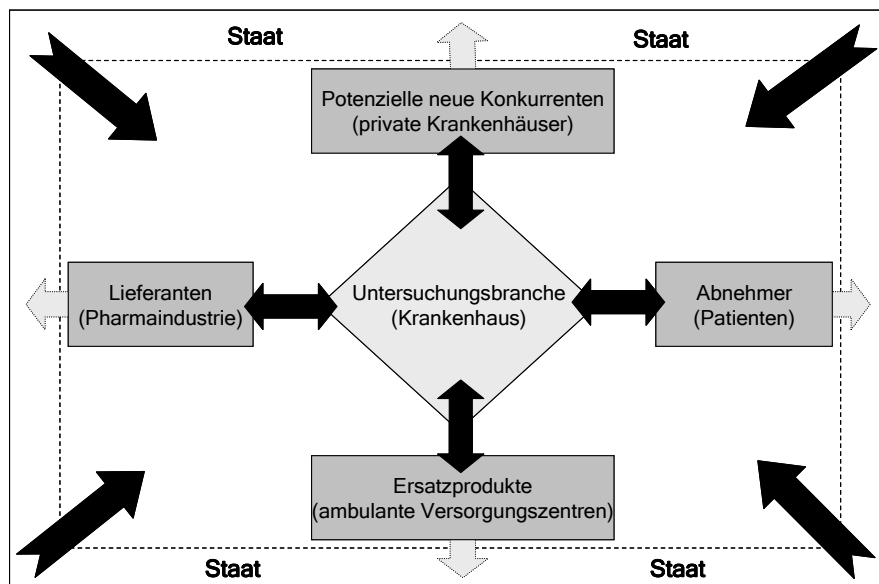 Staat
Staat
Potenzielle neue Konkurrenten
(private Krankenhäuser)
Lieferanten
(Pharmaindustrie)
Untersuchungsbranche
(Krankenhaus)
Abnehmer
(Patienten)
Ersatzprodukte
(ambulante Versorgungszentren)
Staat
Staat